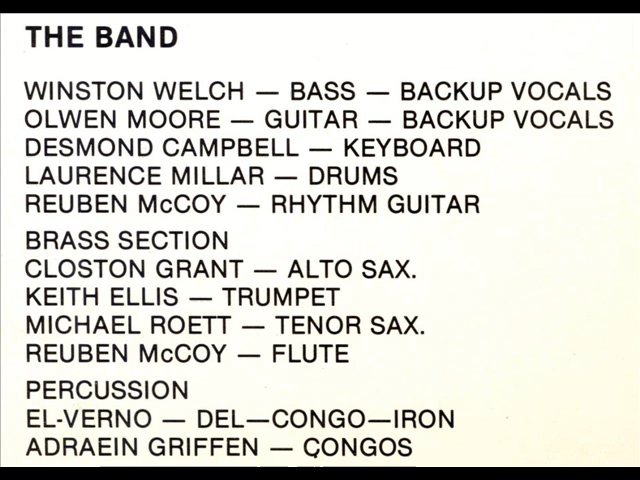 THE BAND
WINSTON WELCH — BASS — BACKUP VOCALS
OLWEN MOORE — GUITAR — BACKUP VOCALS
DESMOND CAMPBELL — KEYBOARD
LAURENCE MILLAR — DRUMS
REUBEN McCOY — RHYTHM GUITAR
BRASS SECTION
CLOSTON GRANT — ALTO SAX.
KEITH ELLIS — TRUMPET
MICHAEL ROETT — TENOR SAX.
REUBEN McCOY — FLUTE
PERCUSSION
EL-VERNO — DEL—CONGO—IRON
ADRAEIN GRIFFEN — CONGOS